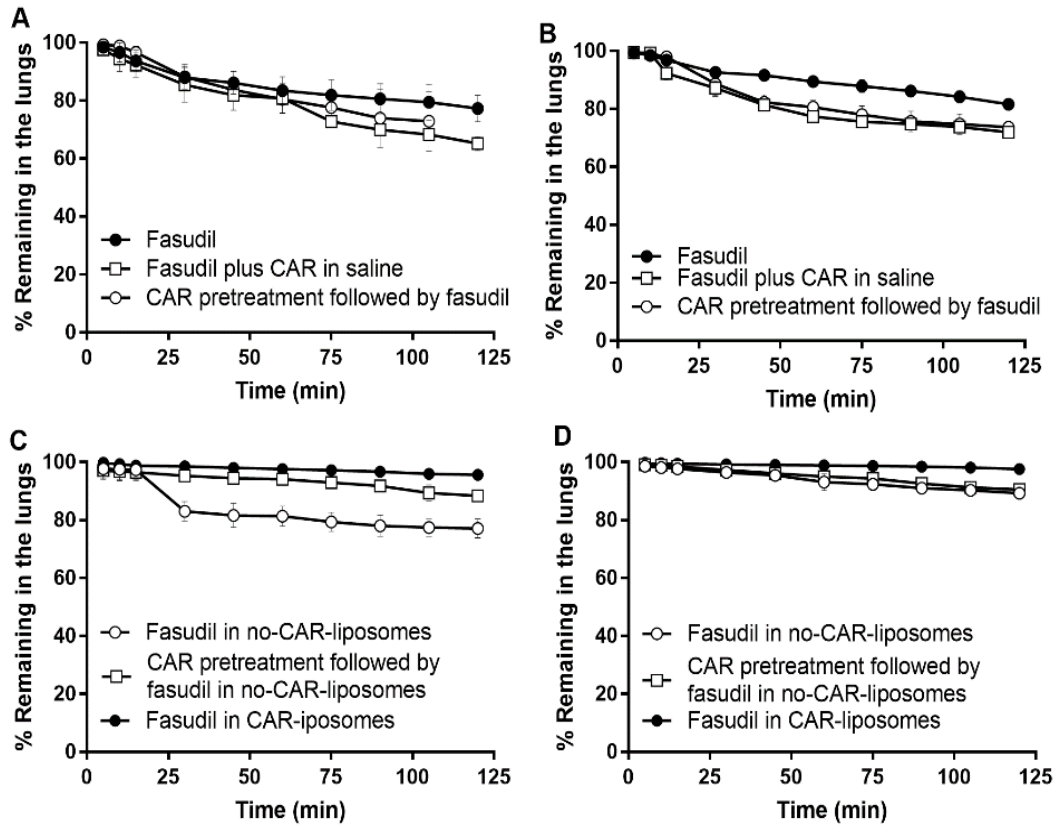 A
% Remaining in the lungs
100
80
60
40
20
0
Fasudil
Fasudil plus CAR in saline
CAR pretreatment followed by fasudil
0 25 50 75 100 125
Time (min)
B
% Remaining in the lungs
100
80
60
40
20
0
Fasudil
Fasudil plus CAR in saline
CAR pretreatment followed by fasudil
0 25 50 75 100 125
Time (min)
C
% Remaining in the lungs
100
80
60
40
20
0
Fasudil in no-CAR-liposomes
CAR pretreatment followed by
fasudil in no-CAR-liposomes
Fasudil in CAR-iposomes
0 25 50 75 100 125
Time (min)
D
% Remaining in the lungs
100
80
60
40
20
0
Fasudil in no-CAR-liposomes
CAR pretreatment followed by
fasudil in no-CAR-liposomes
Fasudil in CAR-liposomes
0 25 50 75 100 125
Time (min)